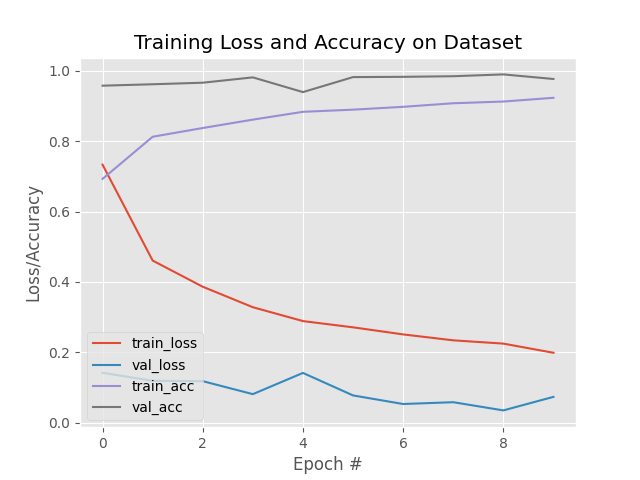 Training Loss and Accuracy on Dataset
1.0
0.8
0.6
0.4
0.2
0.0
Loss/Accuracy
train_loss
val_loss
train_acc
val_acc
0
2
4
6
8
Epoch #